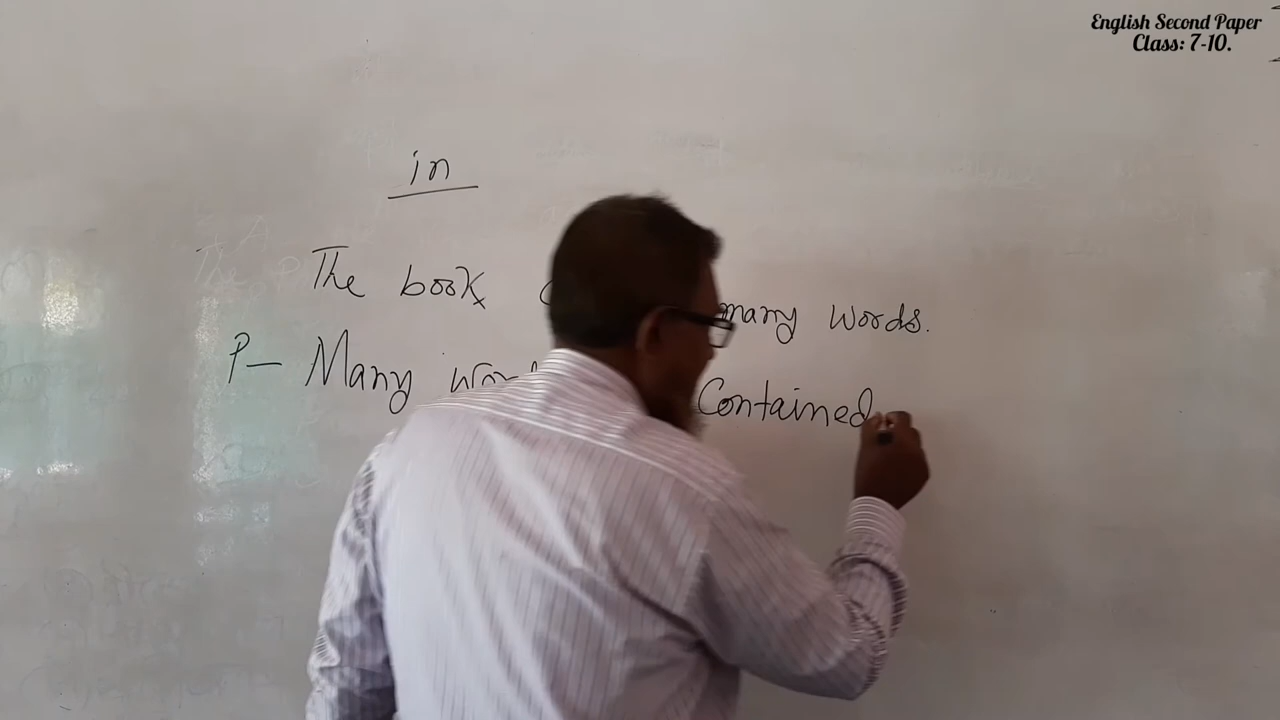 English Second Paper
Class: 7-10.
in
The book many words.
P- Many Contained